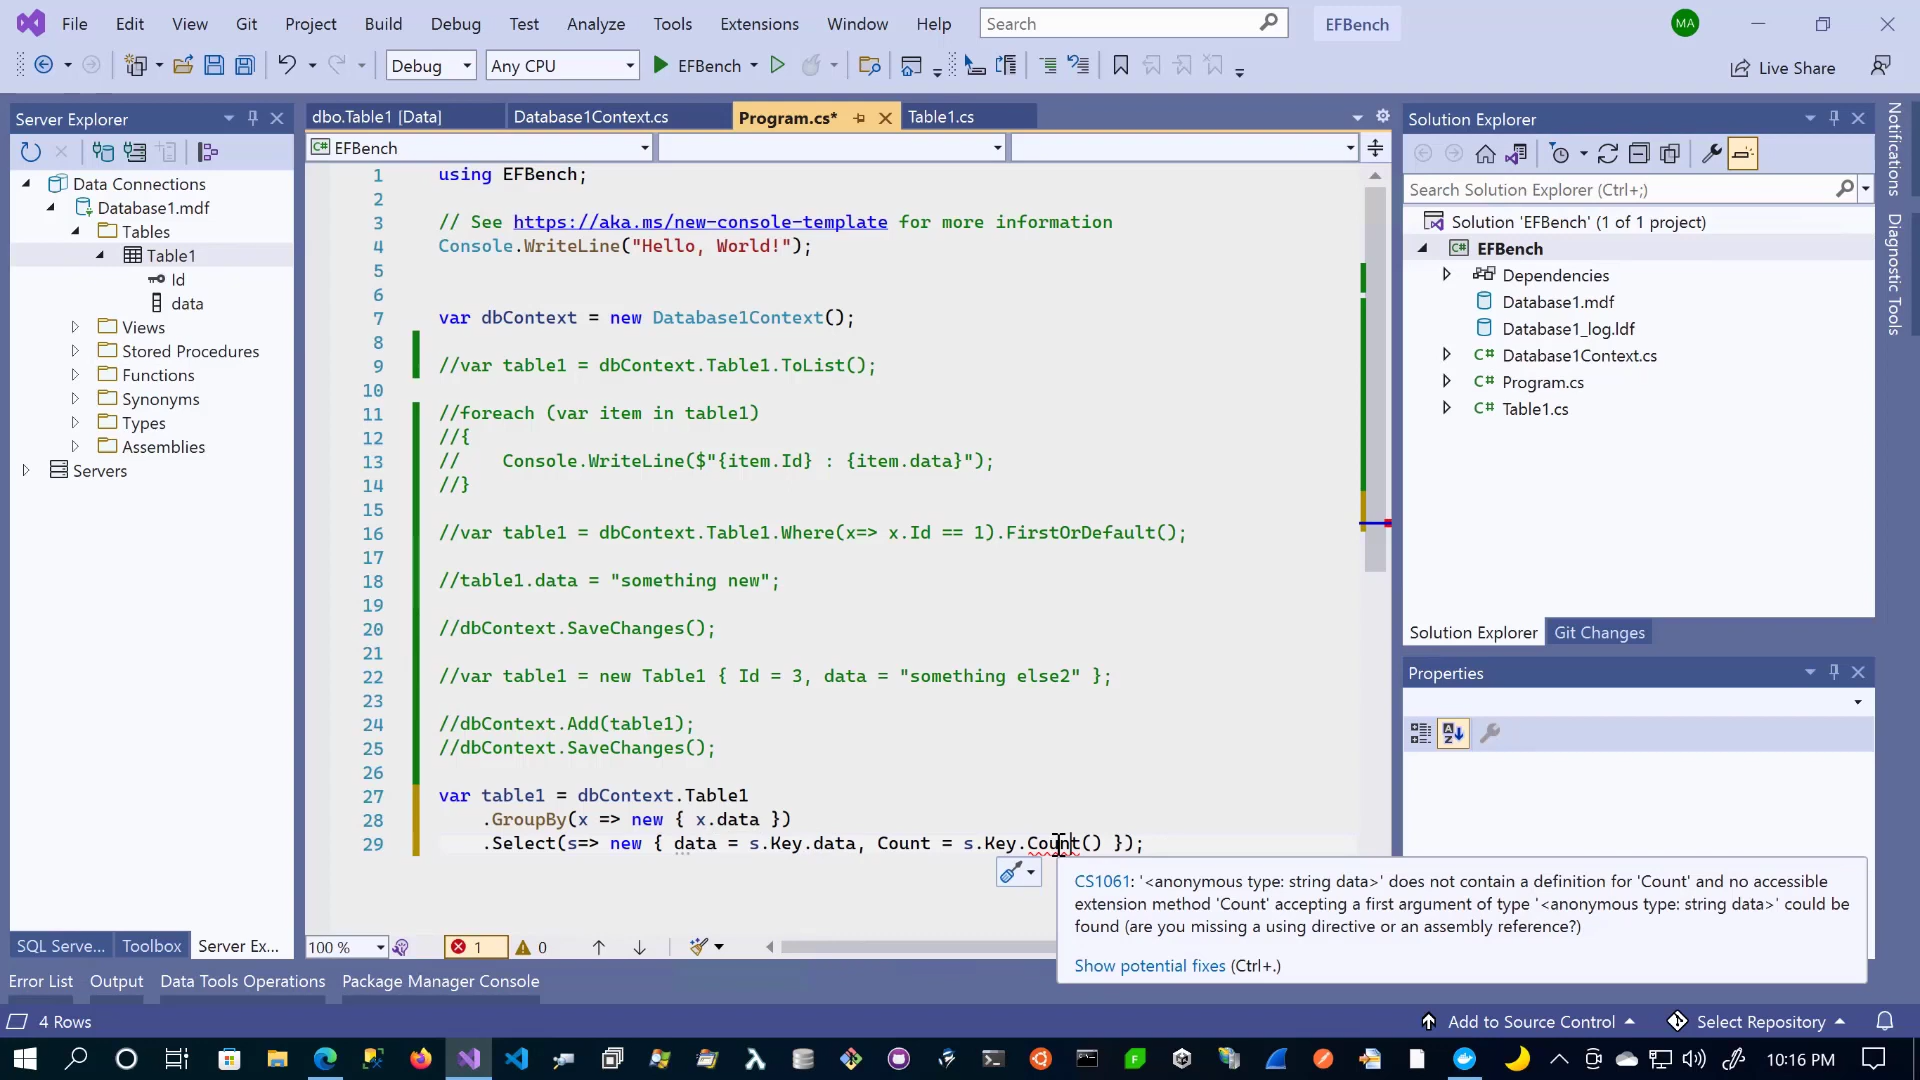 File Edit View Git Project Build Debug Test Analyze Tools Extensions Window Help Search EFBench MA
Debug Any CPU EFBench Live Share
Server Explorer
Data Connections
Database1.mdf
Tables
Table1
Id
data
Views
Stored Procedures
Functions
Synonyms
Types
Assemblies
Servers
SQL Serve... Toolbox Server Ex...
dbo.Table1 [Data] Database1Context.cs Program.cs* Table1.cs
C# EFBench
1 using EFBench;
2
3 // See https://aka.ms/new-console-template for more information
4 Console.WriteLine("Hello, World!");
5
6
7 var dbContext = new Database1Context();
8
9 //var table1 = dbContext.Table1.ToList();
10
11 //foreach (var item in table1)
12 //{
13 //    Console.WriteLine($"{item.Id} : {item.data}");
14 //}
15
16 //var table1 = dbContext.Table1.Where(x=> x.Id == 1).FirstOrDefault();
17
18 //table1.data = "something new";
19
20 //dbContext.SaveChanges();
21
22 //var table1 = new Table1 { Id = 3, data = "something else2" };
23
24 //dbContext.Add(table1);
25 //dbContext.SaveChanges();
26
27 var table1 = dbContext.Table1
28     .GroupBy(x => new { x.data })
29     .Select(s=> new { data = s.Key.data, Count = s.Key.Count() });
CS1061: '<anonymous type: string data>' does not contain a definition for 'Count' and no accessible
extension method 'Count' accepting a first argument of type '<anonymous type: string data>' could be
found (are you missing a using directive or an assembly reference?)
Show potential fixes (Ctrl+.)
100 % 1 0
Solution Explorer
Search Solution Explorer (Ctrl+;)
Solution 'EFBench' (1 of 1 project)
C# EFBench
Dependencies
Database1.mdf
Database1_log.ldf
C# Database1Context.cs
C# Program.cs
C# Table1.cs
Solution Explorer Git Changes
Properties
Notifications
Diagnostic Tools
Error List Output Data Tools Operations Package Manager Console
4 Rows Add to Source Control Select Repository
10:16 PM